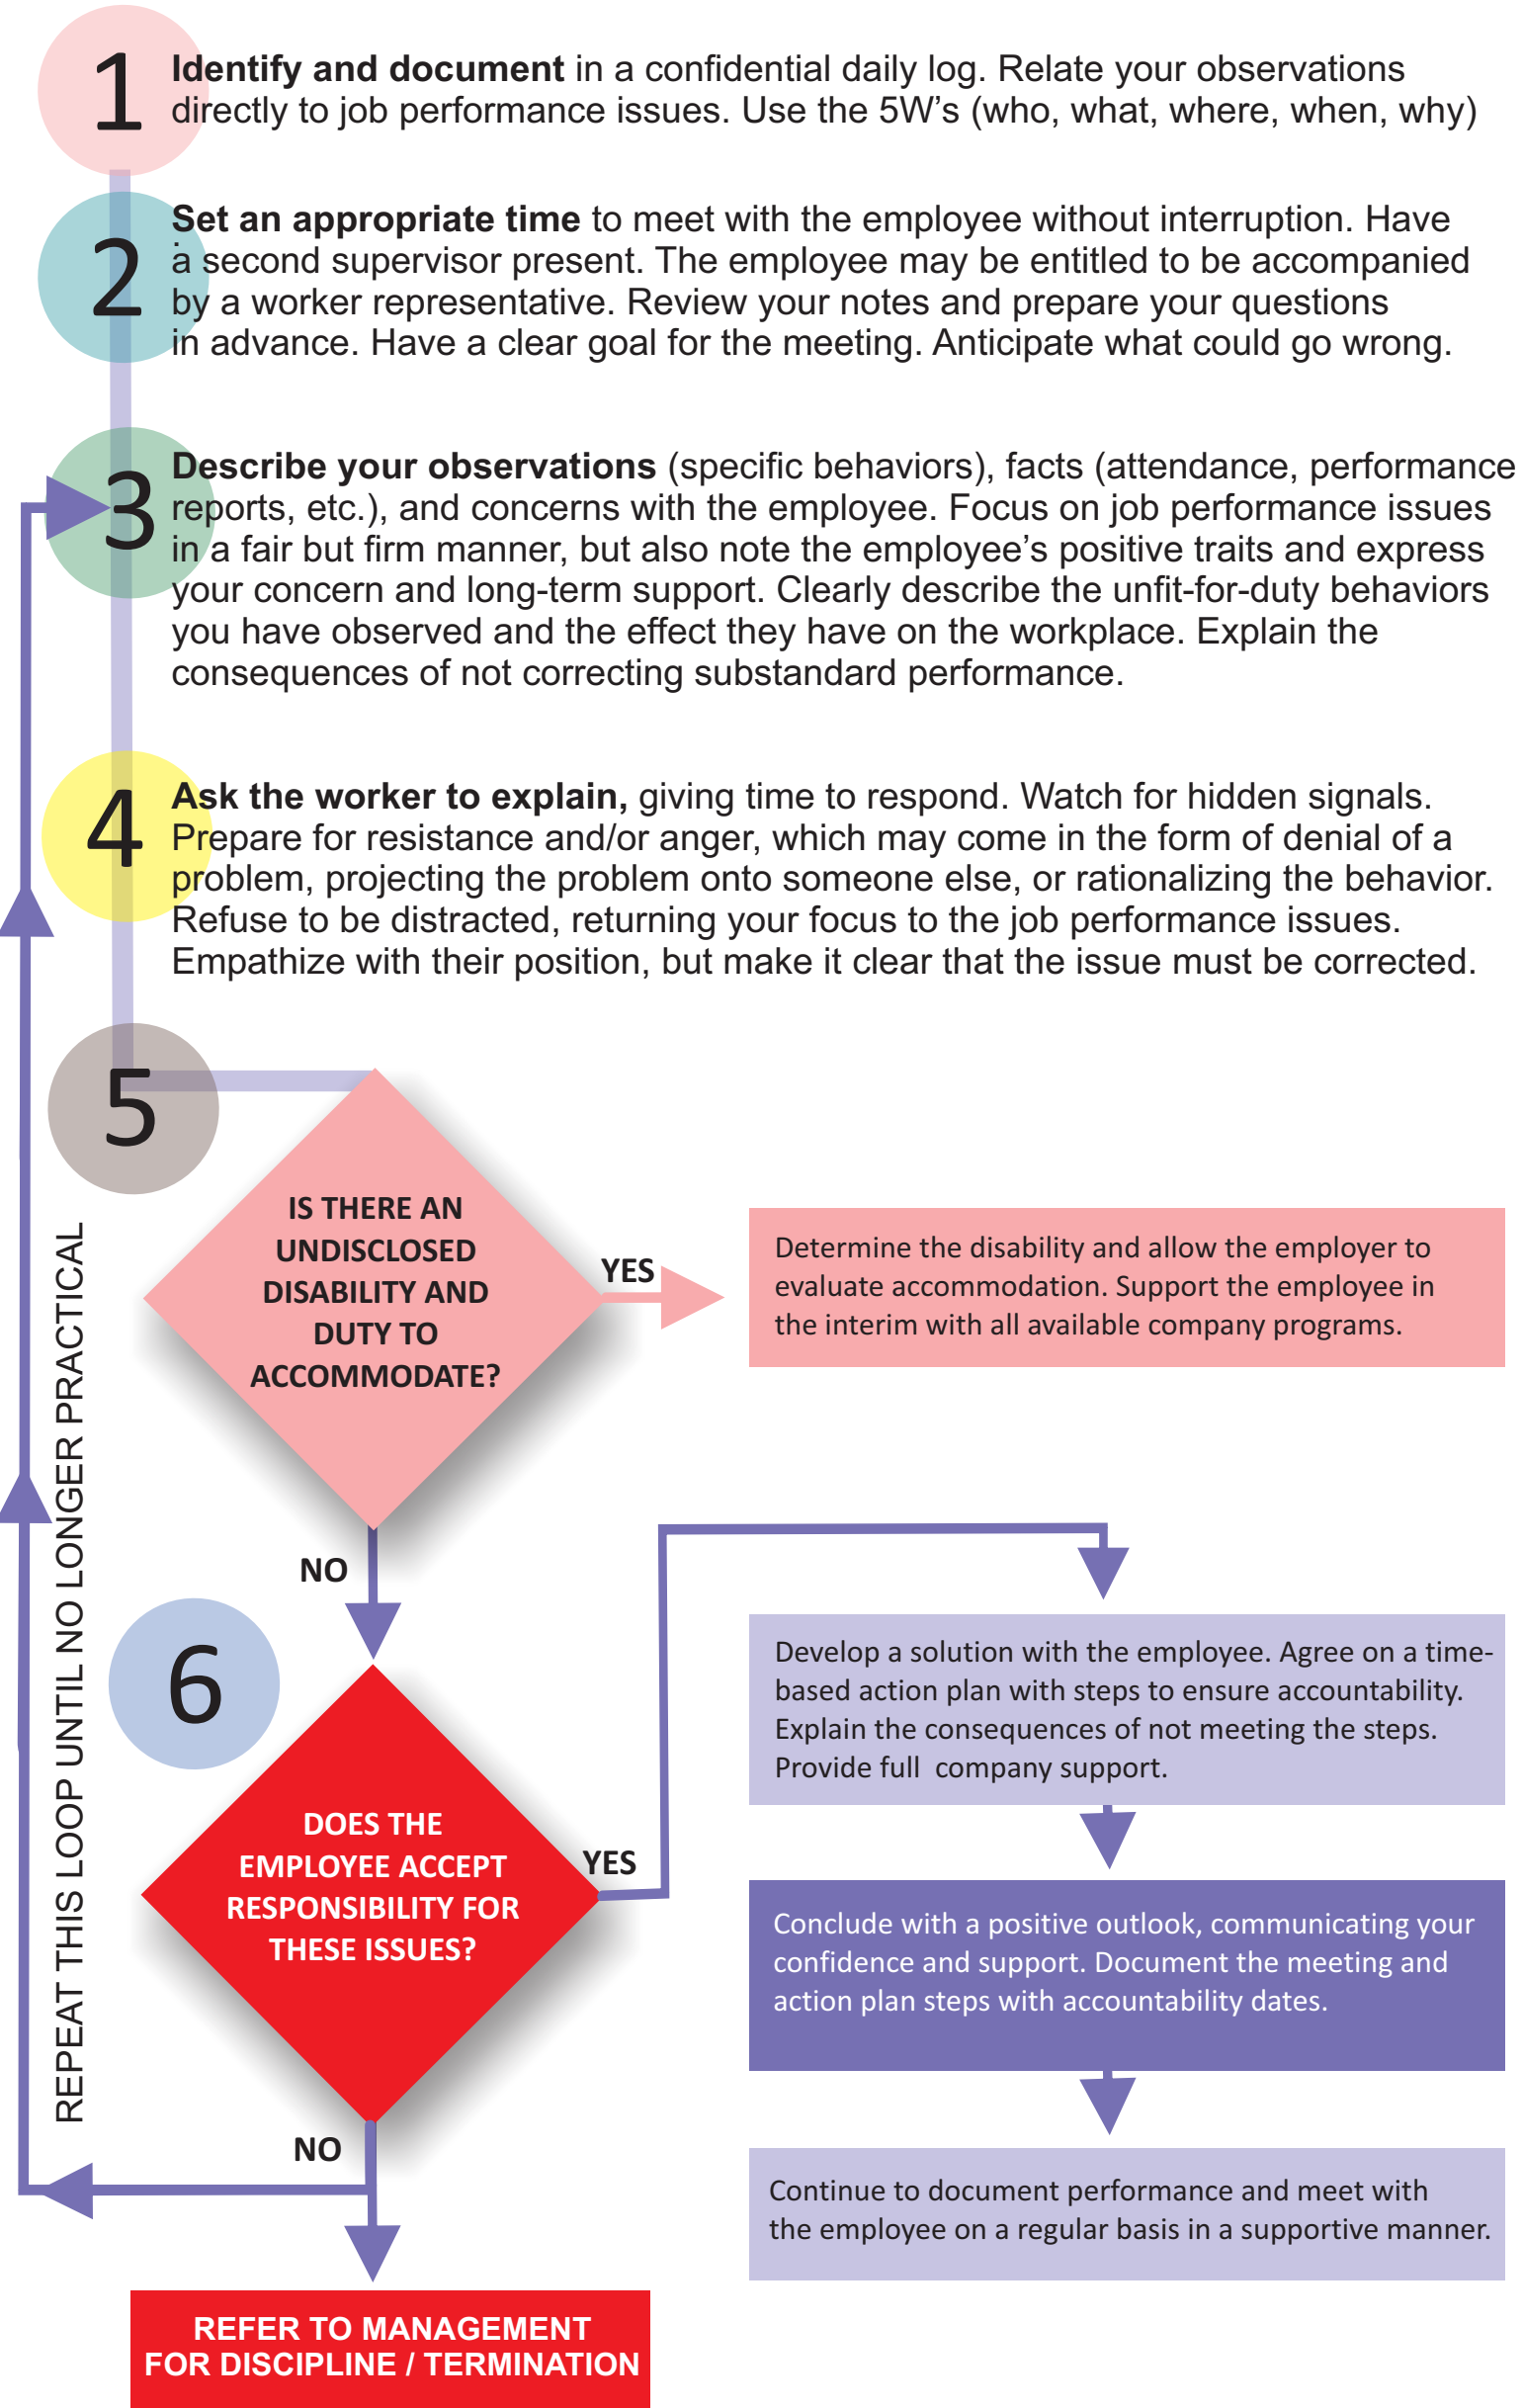 1
Identify and document in a confidential daily log. Relate your observations
directly to job performance issues. Use the 5W’s (who, what, where, when, why)
2
Set an appropriate time to meet with the employee without interruption. Have
a second supervisor present. The employee may be entitled to be accompanied
by a worker representative. Review your notes and prepare your questions
in advance. Have a clear goal for the meeting. Anticipate what could go wrong.
3
Describe your observations (specific behaviors), facts (attendance, performance
reports, etc.), and concerns with the employee. Focus on job performance issues
in a fair but firm manner, but also note the employee’s positive traits and express
your concern and long-term support. Clearly describe the unfit-for-duty behaviors
you have observed and the effect they have on the workplace. Explain the
consequences of not correcting substandard performance.
4
Ask the worker to explain, giving time to respond. Watch for hidden signals.
Prepare for resistance and/or anger, which may come in the form of denial of a
problem, projecting the problem onto someone else, or rationalizing the behavior.
Refuse to be distracted, returning your focus to the job performance issues.
Empathize with their position, but make it clear that the issue must be corrected.
5
IS THERE AN
UNDISCLOSED
DISABILITY AND
DUTY TO
ACCOMMODATE?
YES
Determine the disability and allow the employer to
evaluate accommodation. Support the employee in
the interim with all available company programs.
NO
6
DOES THE
EMPLOYEE ACCEPT
RESPONSIBILITY FOR
THESE ISSUES?
YES
Develop a solution with the employee. Agree on a time-
based action plan with steps to ensure accountability.
Explain the consequences of not meeting the steps.
Provide full  company support.
Conclude with a positive outlook, communicating your
confidence and support. Document the meeting and
action plan steps with accountability dates.
Continue to document performance and meet with
the employee on a regular basis in a supportive manner.
NO
REPEAT THIS LOOP UNTIL NO LONGER PRACTICAL
REFER TO MANAGEMENT
FOR DISCIPLINE / TERMINATION